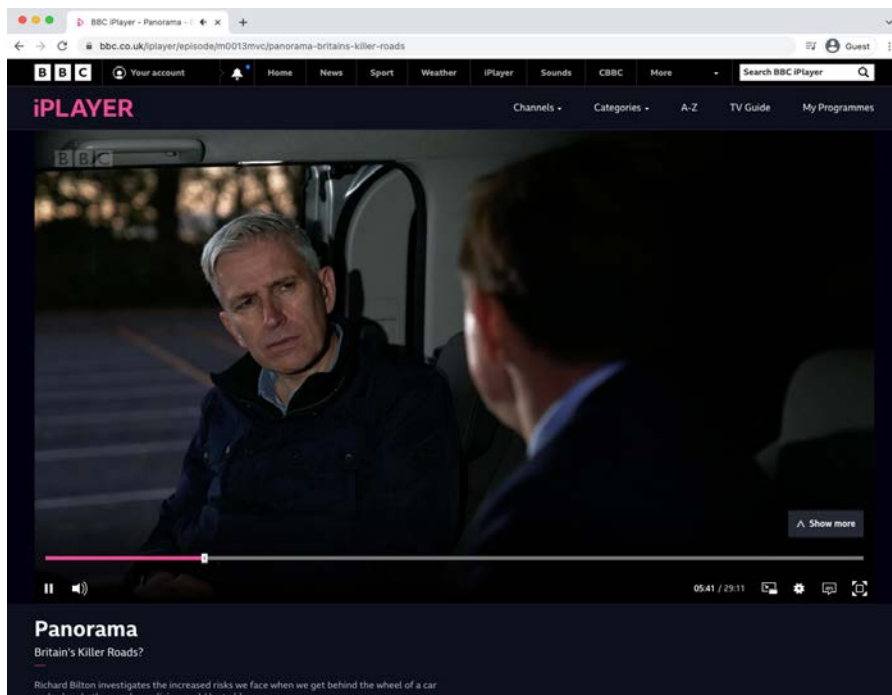 BBC iPlayer - Panorama -
bbc.co.uk/iplayer/episode/m0013mvc/panorama-britains-killer-roads
Guest
BBC
Your account
Home
News
Sport
Weather
iPlayer
Sounds
CBBC
More
Search BBC iPlayer
iPLAYER
Channels
Categories
A-Z
TV Guide
My Programmes
BBC
Show more
05:41 / 29:11
Panorama
Britain's Killer Roads?
Richard Bilton investigates the increased risks we face when we get behind the wheel of a car